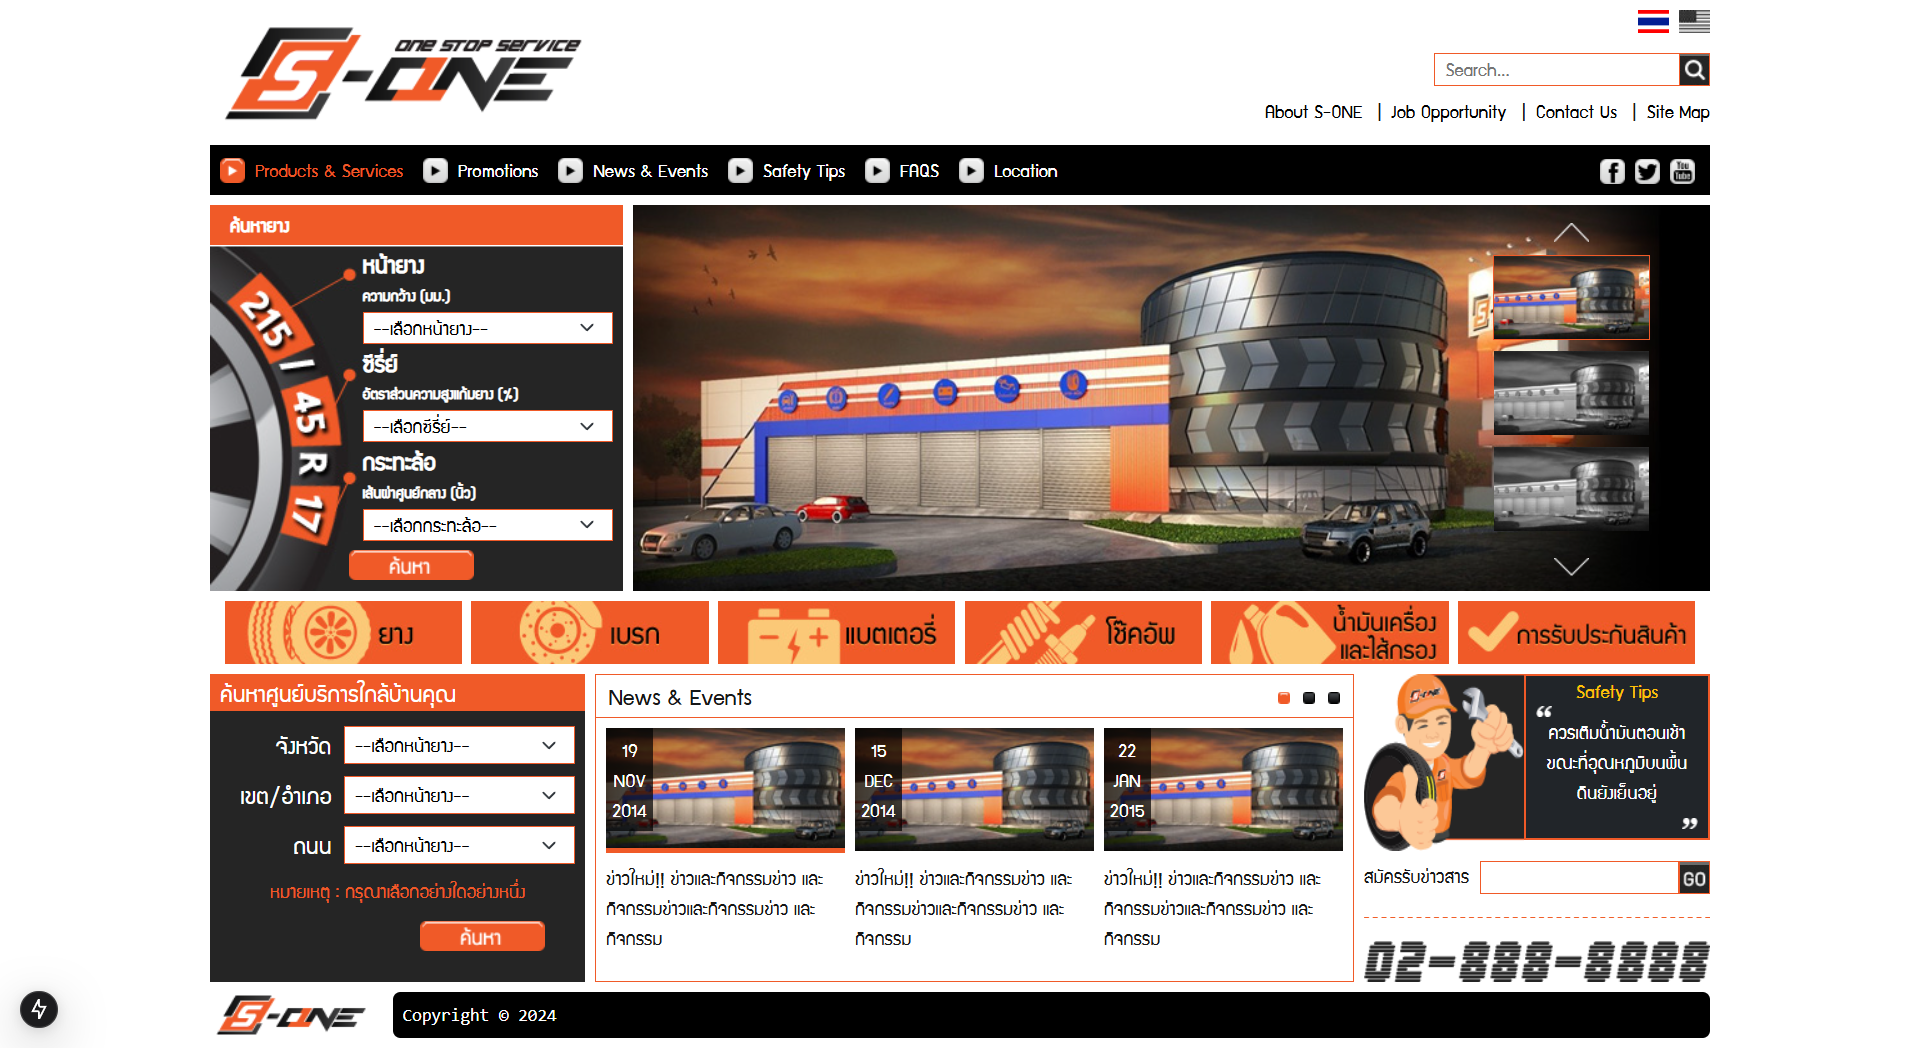 ONE STOP SERVICE
S-ONE
Search...
About S-ONE | Job Opportunity | Contact Us | Site Map
Products & Services
Promotions
News & Events
Safety Tips
FAQS
Location
You
Tube
ค้นหายาง
215 / 45 R 17
หน้ายาง
ความกว้าง (มม.)
--เลือกหน้ายาง--
ซีรี่ย์
อัตราส่วนความสูงแก้มยาง (%)
--เลือกซีรี่ย์--
กระทะล้อ
เส้นผ่าศูนย์กลาง (นิ้ว)
--เลือกกระทะล้อ--
ค้นหา
ยาง
เบรก
แบตเตอรี่
โช๊คอัพ
น้ำมันเครื่อง
และไส้กรอง
การรับประกันสินค้า
ค้นหาศูนย์บริการใกล้บ้านคุณ
จังหวัด
--เลือกหน้ายาง--
เขต/อำเภอ
--เลือกหน้ายาง--
ถนน
--เลือกหน้ายาง--
หมายเหตุ : กรุณาเลือกอย่างใดอย่างหนึ่ง
ค้นหา
News & Events
19
NOV
2014
ข่าวใหม่!! ข่าวและกิจกรรมข่าว และ
กิจกรรมข่าวและกิจกรรมข่าว และ
กิจกรรม
15
DEC
2014
ข่าวใหม่!! ข่าวและกิจกรรมข่าว และ
กิจกรรมข่าวและกิจกรรมข่าว และ
กิจกรรม
22
JAN
2015
ข่าวใหม่!! ข่าวและกิจกรรมข่าว และ
กิจกรรมข่าวและกิจกรรมข่าว และ
กิจกรรม
S-ONE
Safety Tips
“
ควรเติมน้ำมันตอนเช้า
ขณะที่อุณหภูมิบนพื้น
ดินยังเย็นอยู่
”
สมัครรับข่าวสาร
GO
02-888-8888
S-ONE
Copyright © 2024